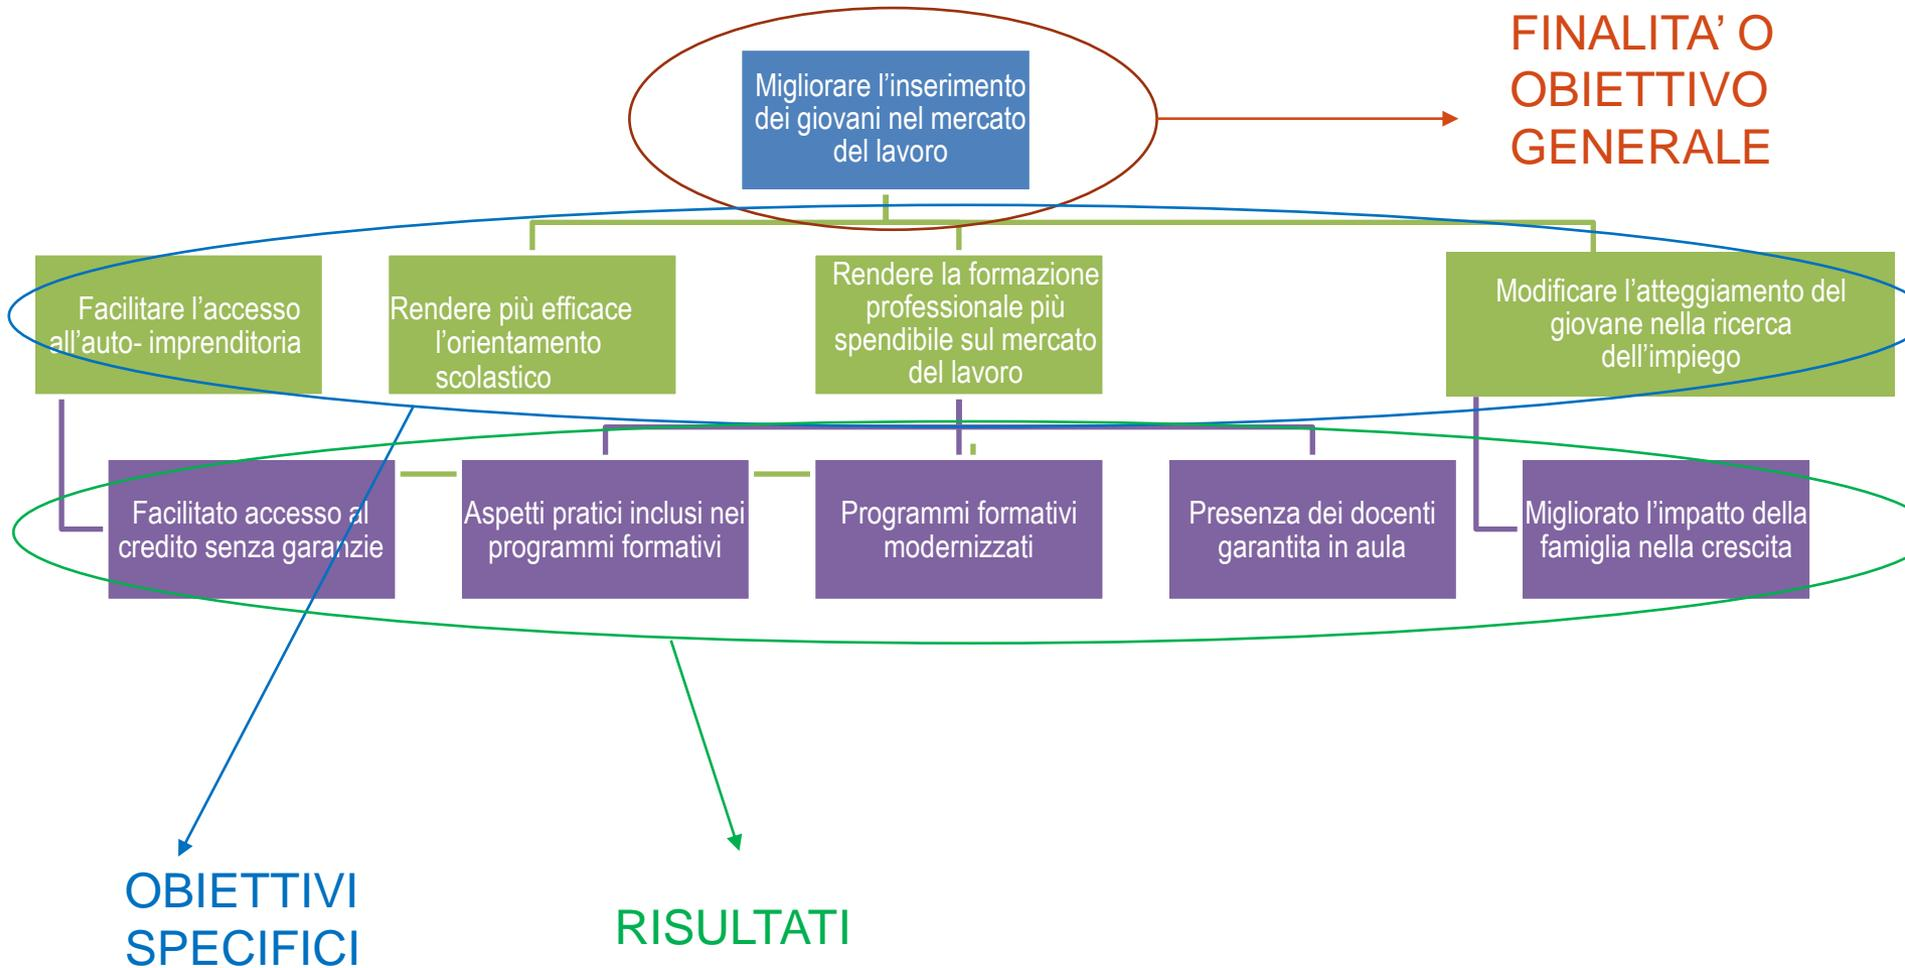 FINALITA’ O
OBIETTIVO
GENERALE
Migliorare l’inserimento
dei giovani nel mercato
del lavoro
Facilitare l’accesso
all’auto- imprenditoria
Rendere più efficace
l’orientamento
scolastico
Rendere la formazione
professionale più
spendibile sul mercato
del lavoro
Modificare l’atteggiamento del
giovane nella ricerca
dell’impiego
Facilitato accesso al
credito senza garanzie
Aspetti pratici inclusi nei
programmi formativi
Programmi formativi
modernizzati
Presenza dei docenti
garantita in aula
Migliorato l’impatto della
famiglia nella crescita
OBIETTIVI
SPECIFICI
RISULTATI